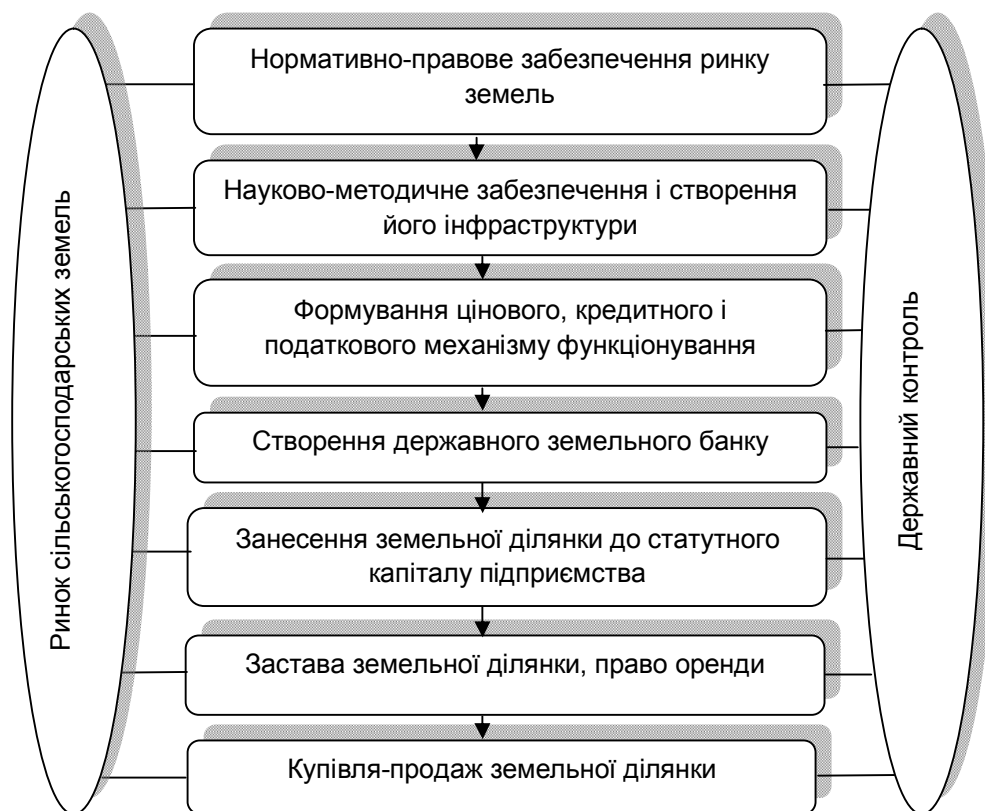 Ринок сільськогосподарських земель
Нормативно-правове забезпечення ринку
земель
Науково-методичне забезпечення і створення
його інфраструктури
Формування цінового, кредитного і
податкового механізму функціонування
Створення державного земельного банку
Занесення земельної ділянки до статутного
капіталу підприємства
Застава земельної ділянки, право оренди
Купівля-продаж земельної ділянки
Державний контроль